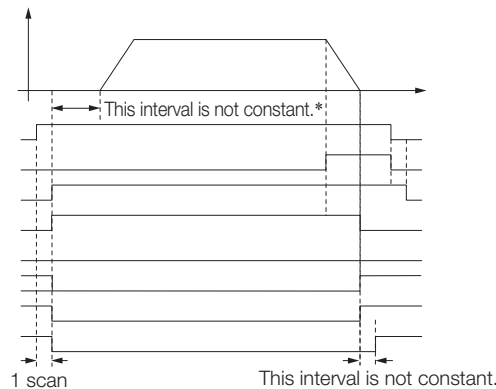 This interval is not constant.*
1 scan
This interval is not constant.